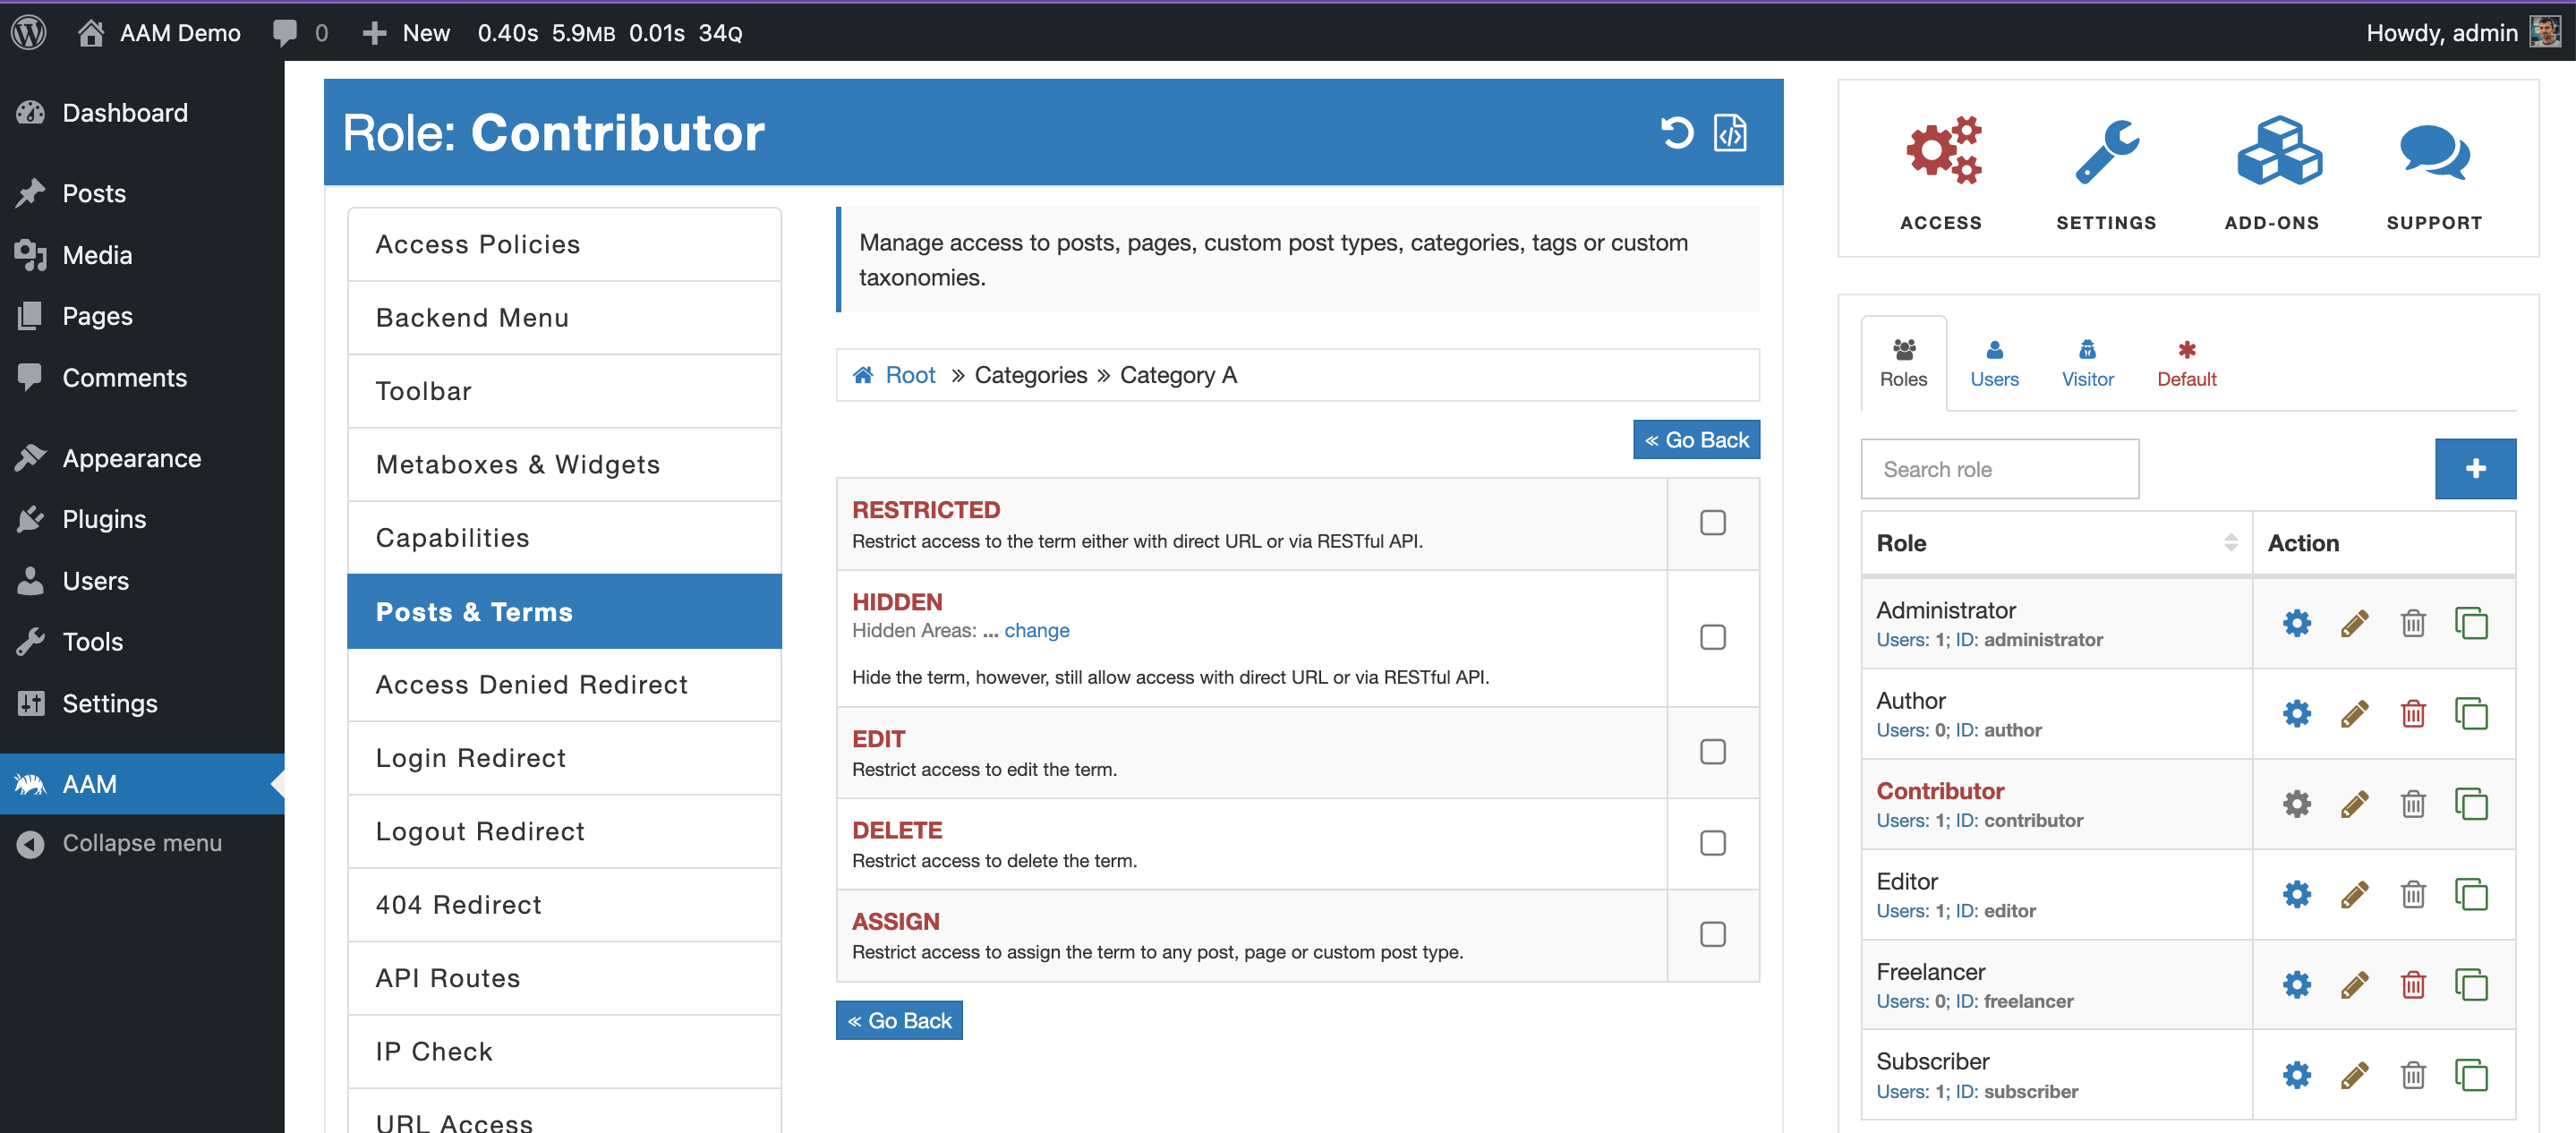 AAM Demo 0 New 0.40s 5.9MB 0.01s 34Q Howdy, admin
Dashboard
Posts
Media
Pages
Comments
Appearance
Plugins
Users
Tools
Settings
AAM
Collapse menu
Role: Contributor
Access Policies
Backend Menu
Toolbar
Metaboxes & Widgets
Capabilities
Posts & Terms
Access Denied Redirect
Login Redirect
Logout Redirect
404 Redirect
API Routes
IP Check
URL Access
Manage access to posts, pages, custom post types, categories, tags or custom
taxonomies.
Root » Categories » Category A
« Go Back
RESTRICTED
Restrict access to the term either with direct URL or via RESTful API.
HIDDEN
Hidden Areas: ... change
Hide the term, however, still allow access with direct URL or via RESTful API.
EDIT
Restrict access to edit the term.
DELETE
Restrict access to delete the term.
ASSIGN
Restrict access to assign the term to any post, page or custom post type.
« Go Back
ACCESS SETTINGS ADD-ONS SUPPORT
Roles Users Visitor Default
Search role
Role Action
Administrator
Users: 1; ID: administrator
Author
Users: 0; ID: author
Contributor
Users: 1; ID: contributor
Editor
Users: 1; ID: editor
Freelancer
Users: 0; ID: freelancer
Subscriber
Users: 1; ID: subscriber